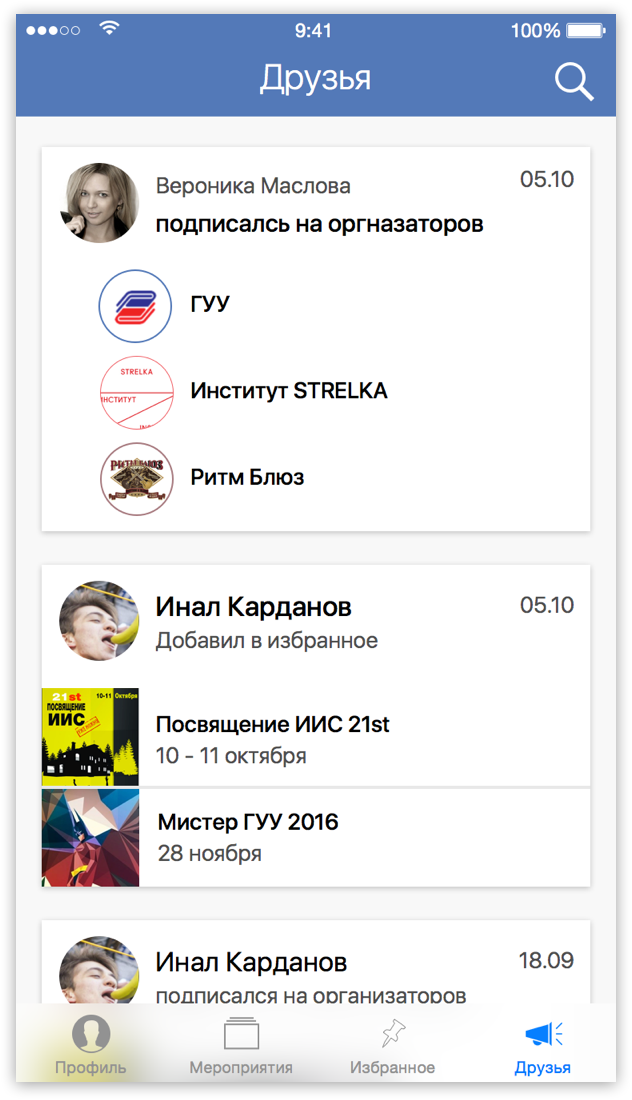 9:41
100%
Друзья
Вероника Маслова
05.10
подписалсь на оргназаторов
ГУУ
STRELKA
ИНСТИТУТ
Институт STRELKA
Ритм Блюз
Инал Карданов
05.10
Добавил в избранное
21st
10-11 Октября
ПОСВЯЩЕНИЕ
ИИС
Посвящение ИИС 21st
10 - 11 октября
Мистер ГУУ 2016
28 ноября
Инал Карданов
18.09
подписался на организаторов
Профиль
Мероприятия
Избранное
Друзья